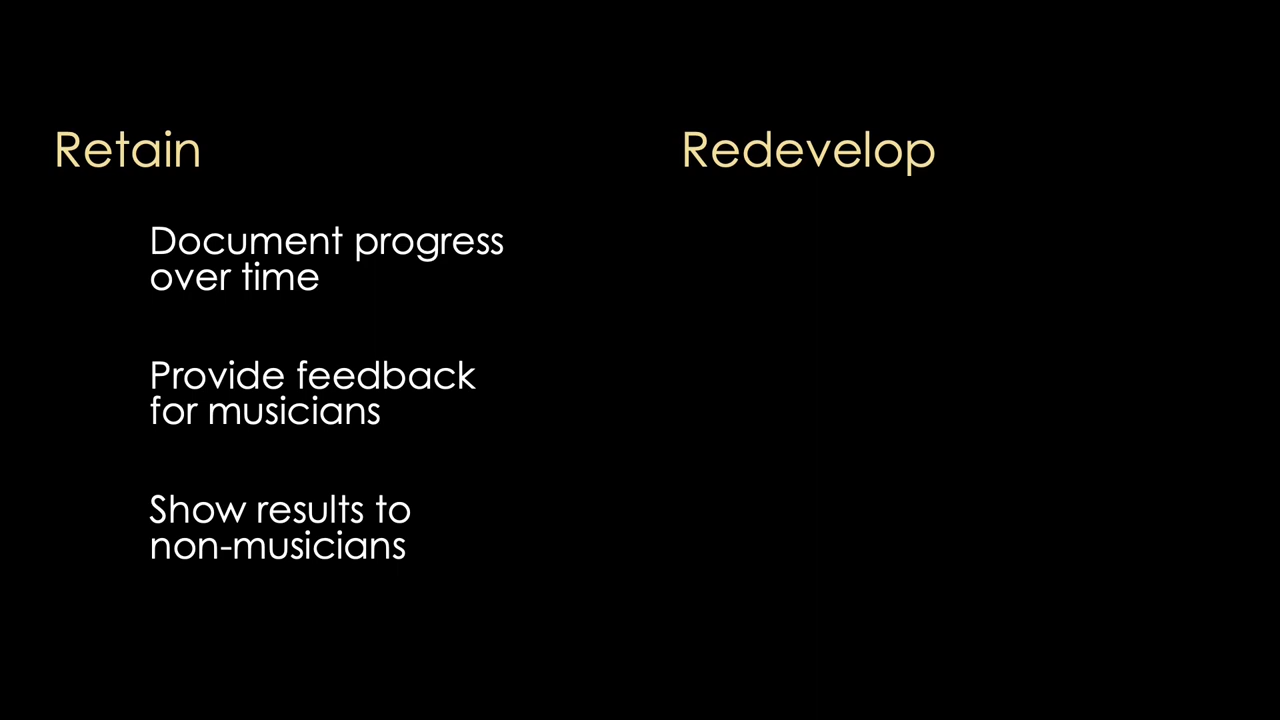 Retain
Document progress
over time
Provide feedback
for musicians
Show results to
non-musicians
Redevelop